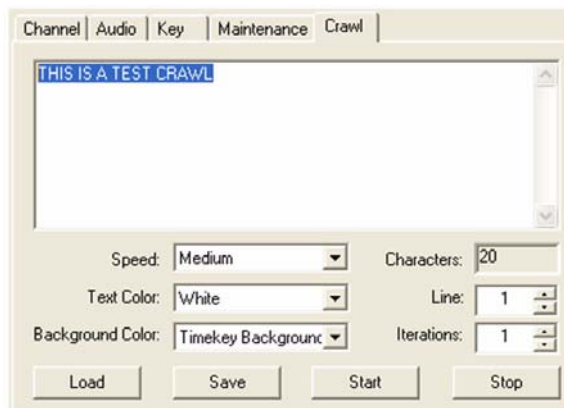 Channel Audio Key Maintenance Crawl
THIS IS A TEST CRAWL
Speed: Medium Characters: 20
Text Color: White Line: 1
Background Color: Timekey Background Iterations: 1
Load Save Start Stop